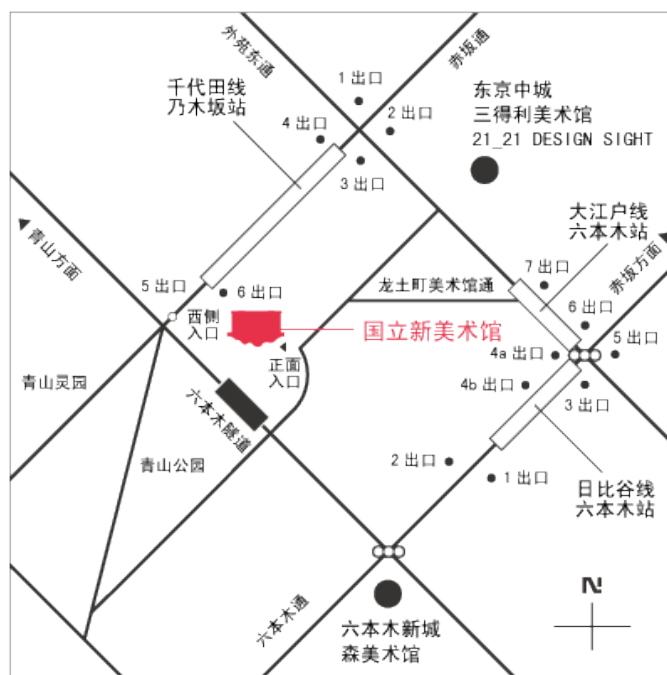 外苑东通
赤坂通
千代田线
乃木坂站
1 出口
2 出口
4 出口
3 出口
东京中城
三得利美术馆
21_21 DESIGN SIGHT
大江户线
六本木站
青山方面
赤坂方面
5 出口
6 出口
7 出口
龙土町美术馆通
6 出口
西侧
入口
国立新美术馆
正面
入口
4a 出口
5 出口
4b 出口
3 出口
青山灵园
六本木隧道
青山公园
2 出口
1 出口
日比谷线
六本木站
六本木通
六本木新城
森美术馆
N